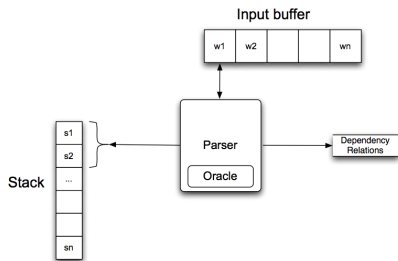 Input buffer
w1 w2 wn
s1
s2
...
sn
Stack
Parser
Oracle
Dependency
Relations